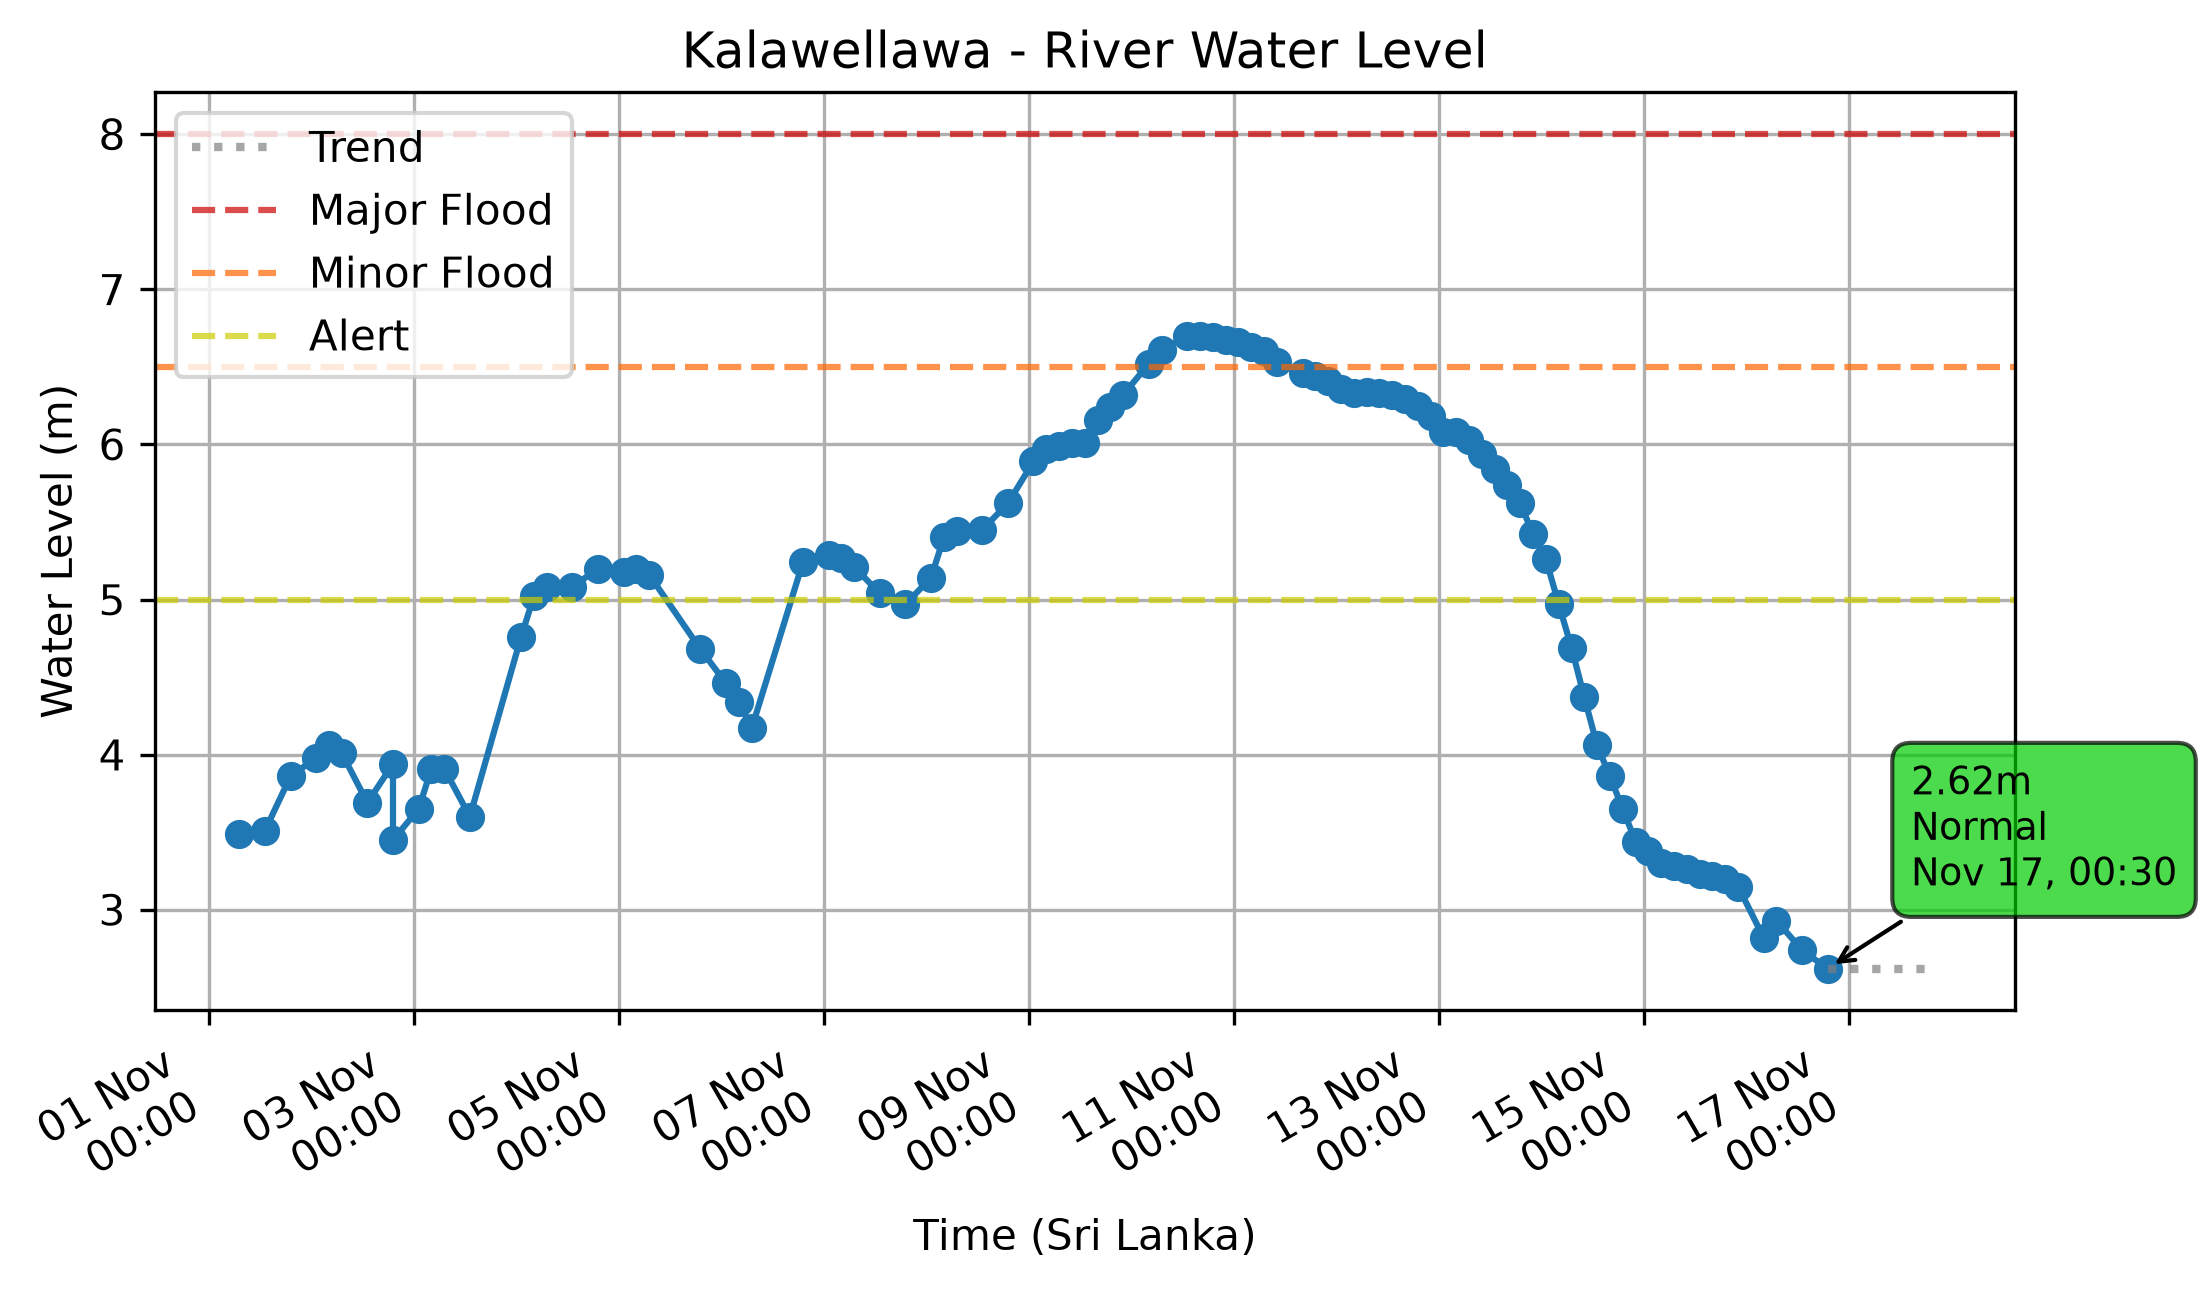 Kalawellawa - River Water Level
Trend
Major Flood
Minor Flood
Alert
Water Level (m)
8
7
6
5
4
3
2.62m
Normal
Nov 17, 00:30
01 Nov
00:00
03 Nov
00:00
05 Nov
00:00
07 Nov
00:00
09 Nov
00:00
11 Nov
00:00
13 Nov
00:00
15 Nov
00:00
17 Nov
00:00
Time (Sri Lanka)